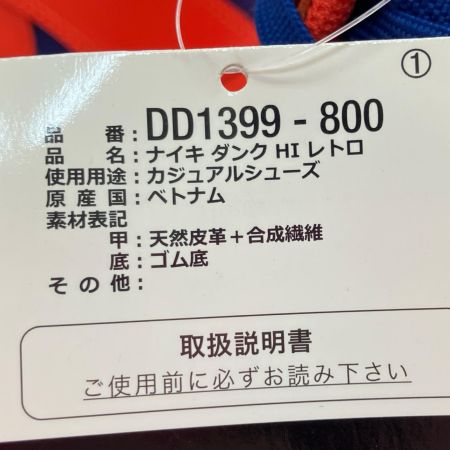 ①
品 番：DD1399 - 800
品 名：ナイキ ダンク HI レトロ
使用用途：カジュアルシューズ
原 産 国：ベトナム
素材表記
甲：天然皮革＋合成繊維
底：ゴム底
そ の 他：
取扱説明書
ご使用前に必ずお読み下さい